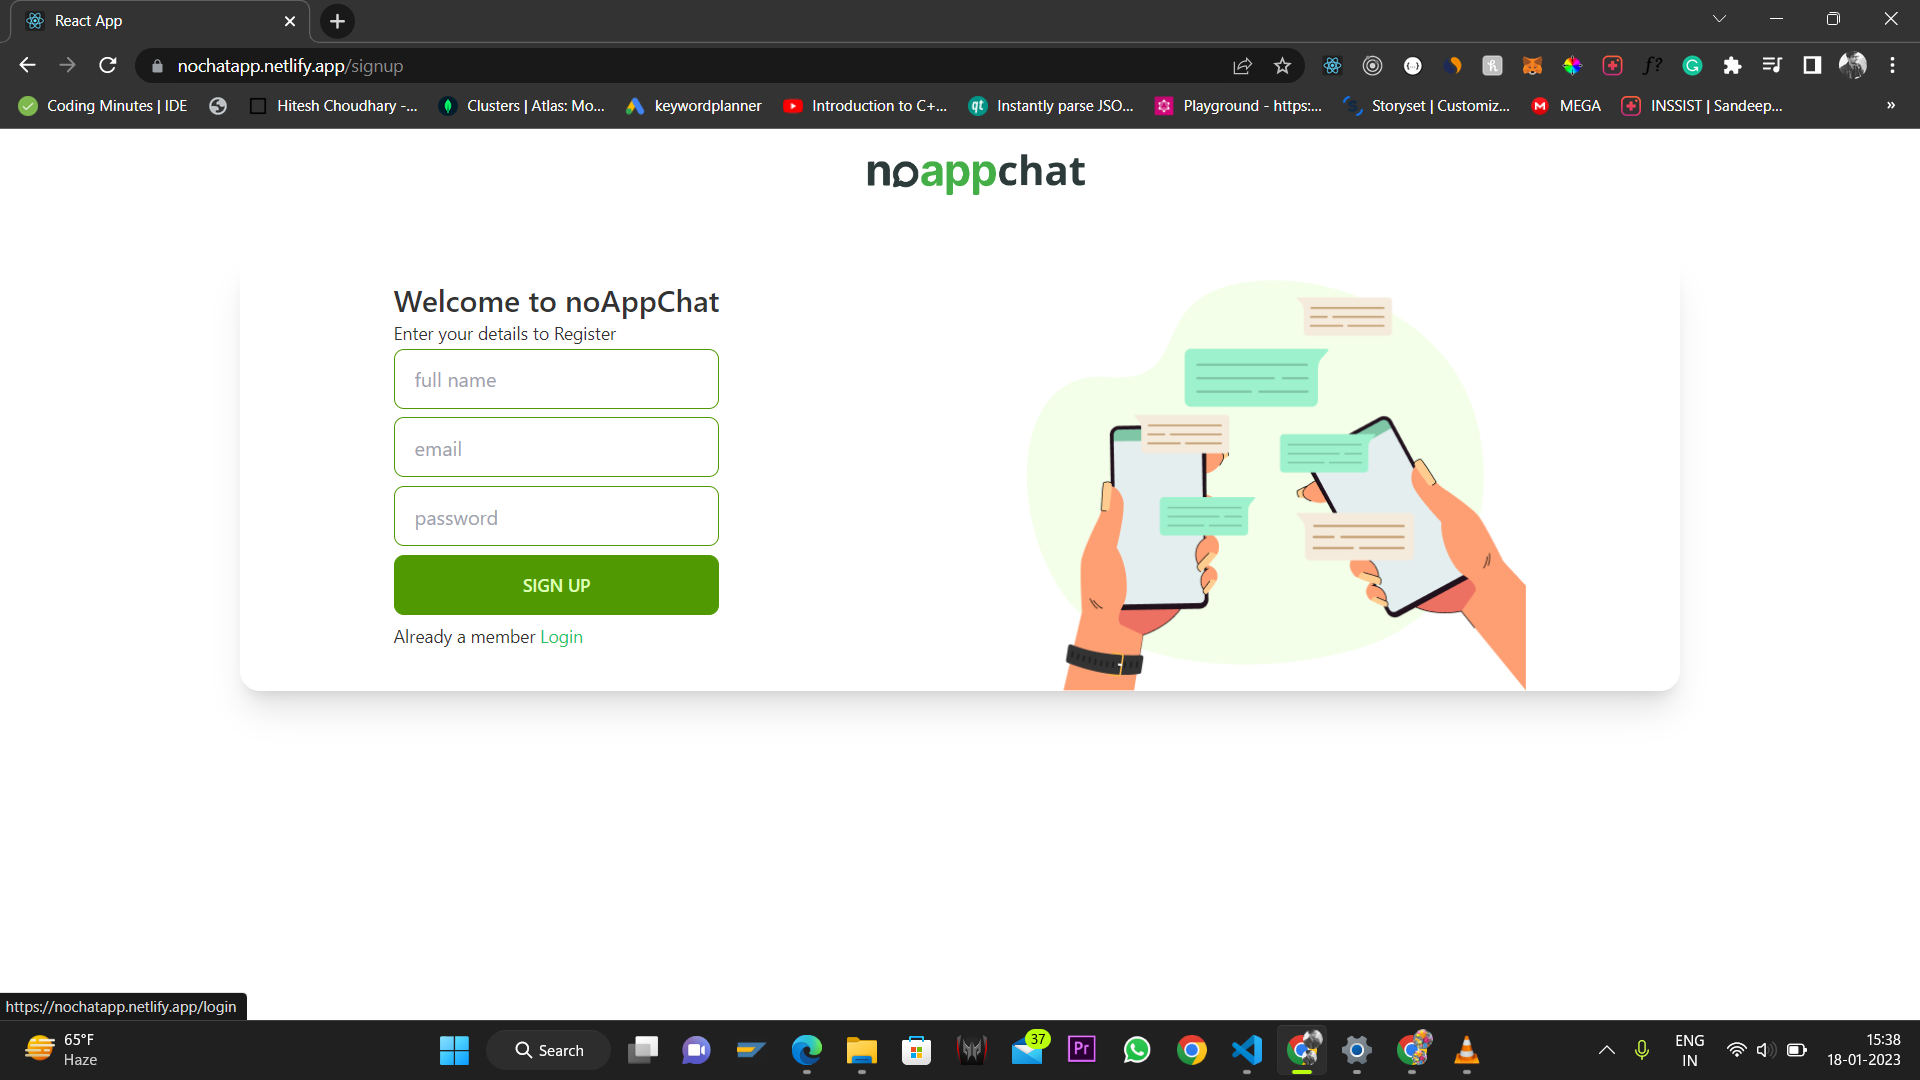 React App
nochatapp.netlify.app/signup
Coding Minutes | IDE
Hitesh Choudhary -...
Clusters | Atlas: Mo...
keywordplanner
Introduction to C+...
Instantly parse JSO...
Playground - https:...
Storyset | Customiz...
MEGA
INSSIST | Sandeep...
noappchat
Welcome to noAppChat
Enter your details to Register
full name
email
password
SIGN UP
Already a member Login
https://nochatapp.netlify.app/login
65°F
Haze
Search
37
Pr
ENG
IN
15:38
18-01-2023